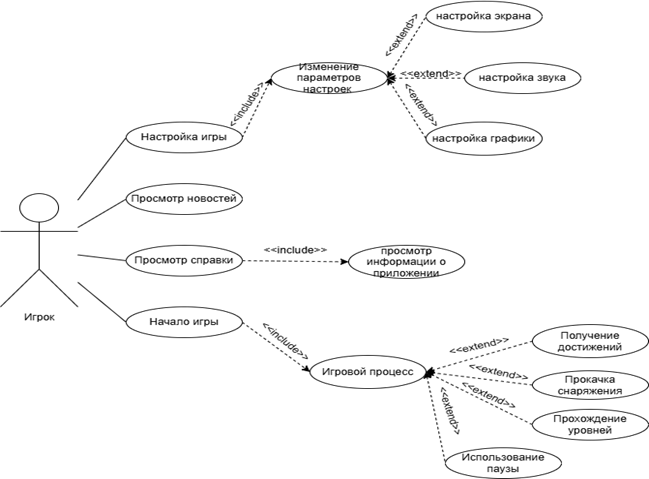 настройка экрана
<<extend>>
Изменение
параметров
настроек
<<extend>>
настройка звука
<<extend>>
<<include>>
Настройка игры
настройка графики
Просмотр новостей
Просмотр справки
<<include>>
просмотр
информации о
приложении
Игрок
Начало игры
<<include>>
Игровой процесс
<<extend>>
Получение
достижений
<<extend>>
Прокачка
снаряжения
<<extend>>
Прохождение
уровней
<<extend>>
Использование
паузы